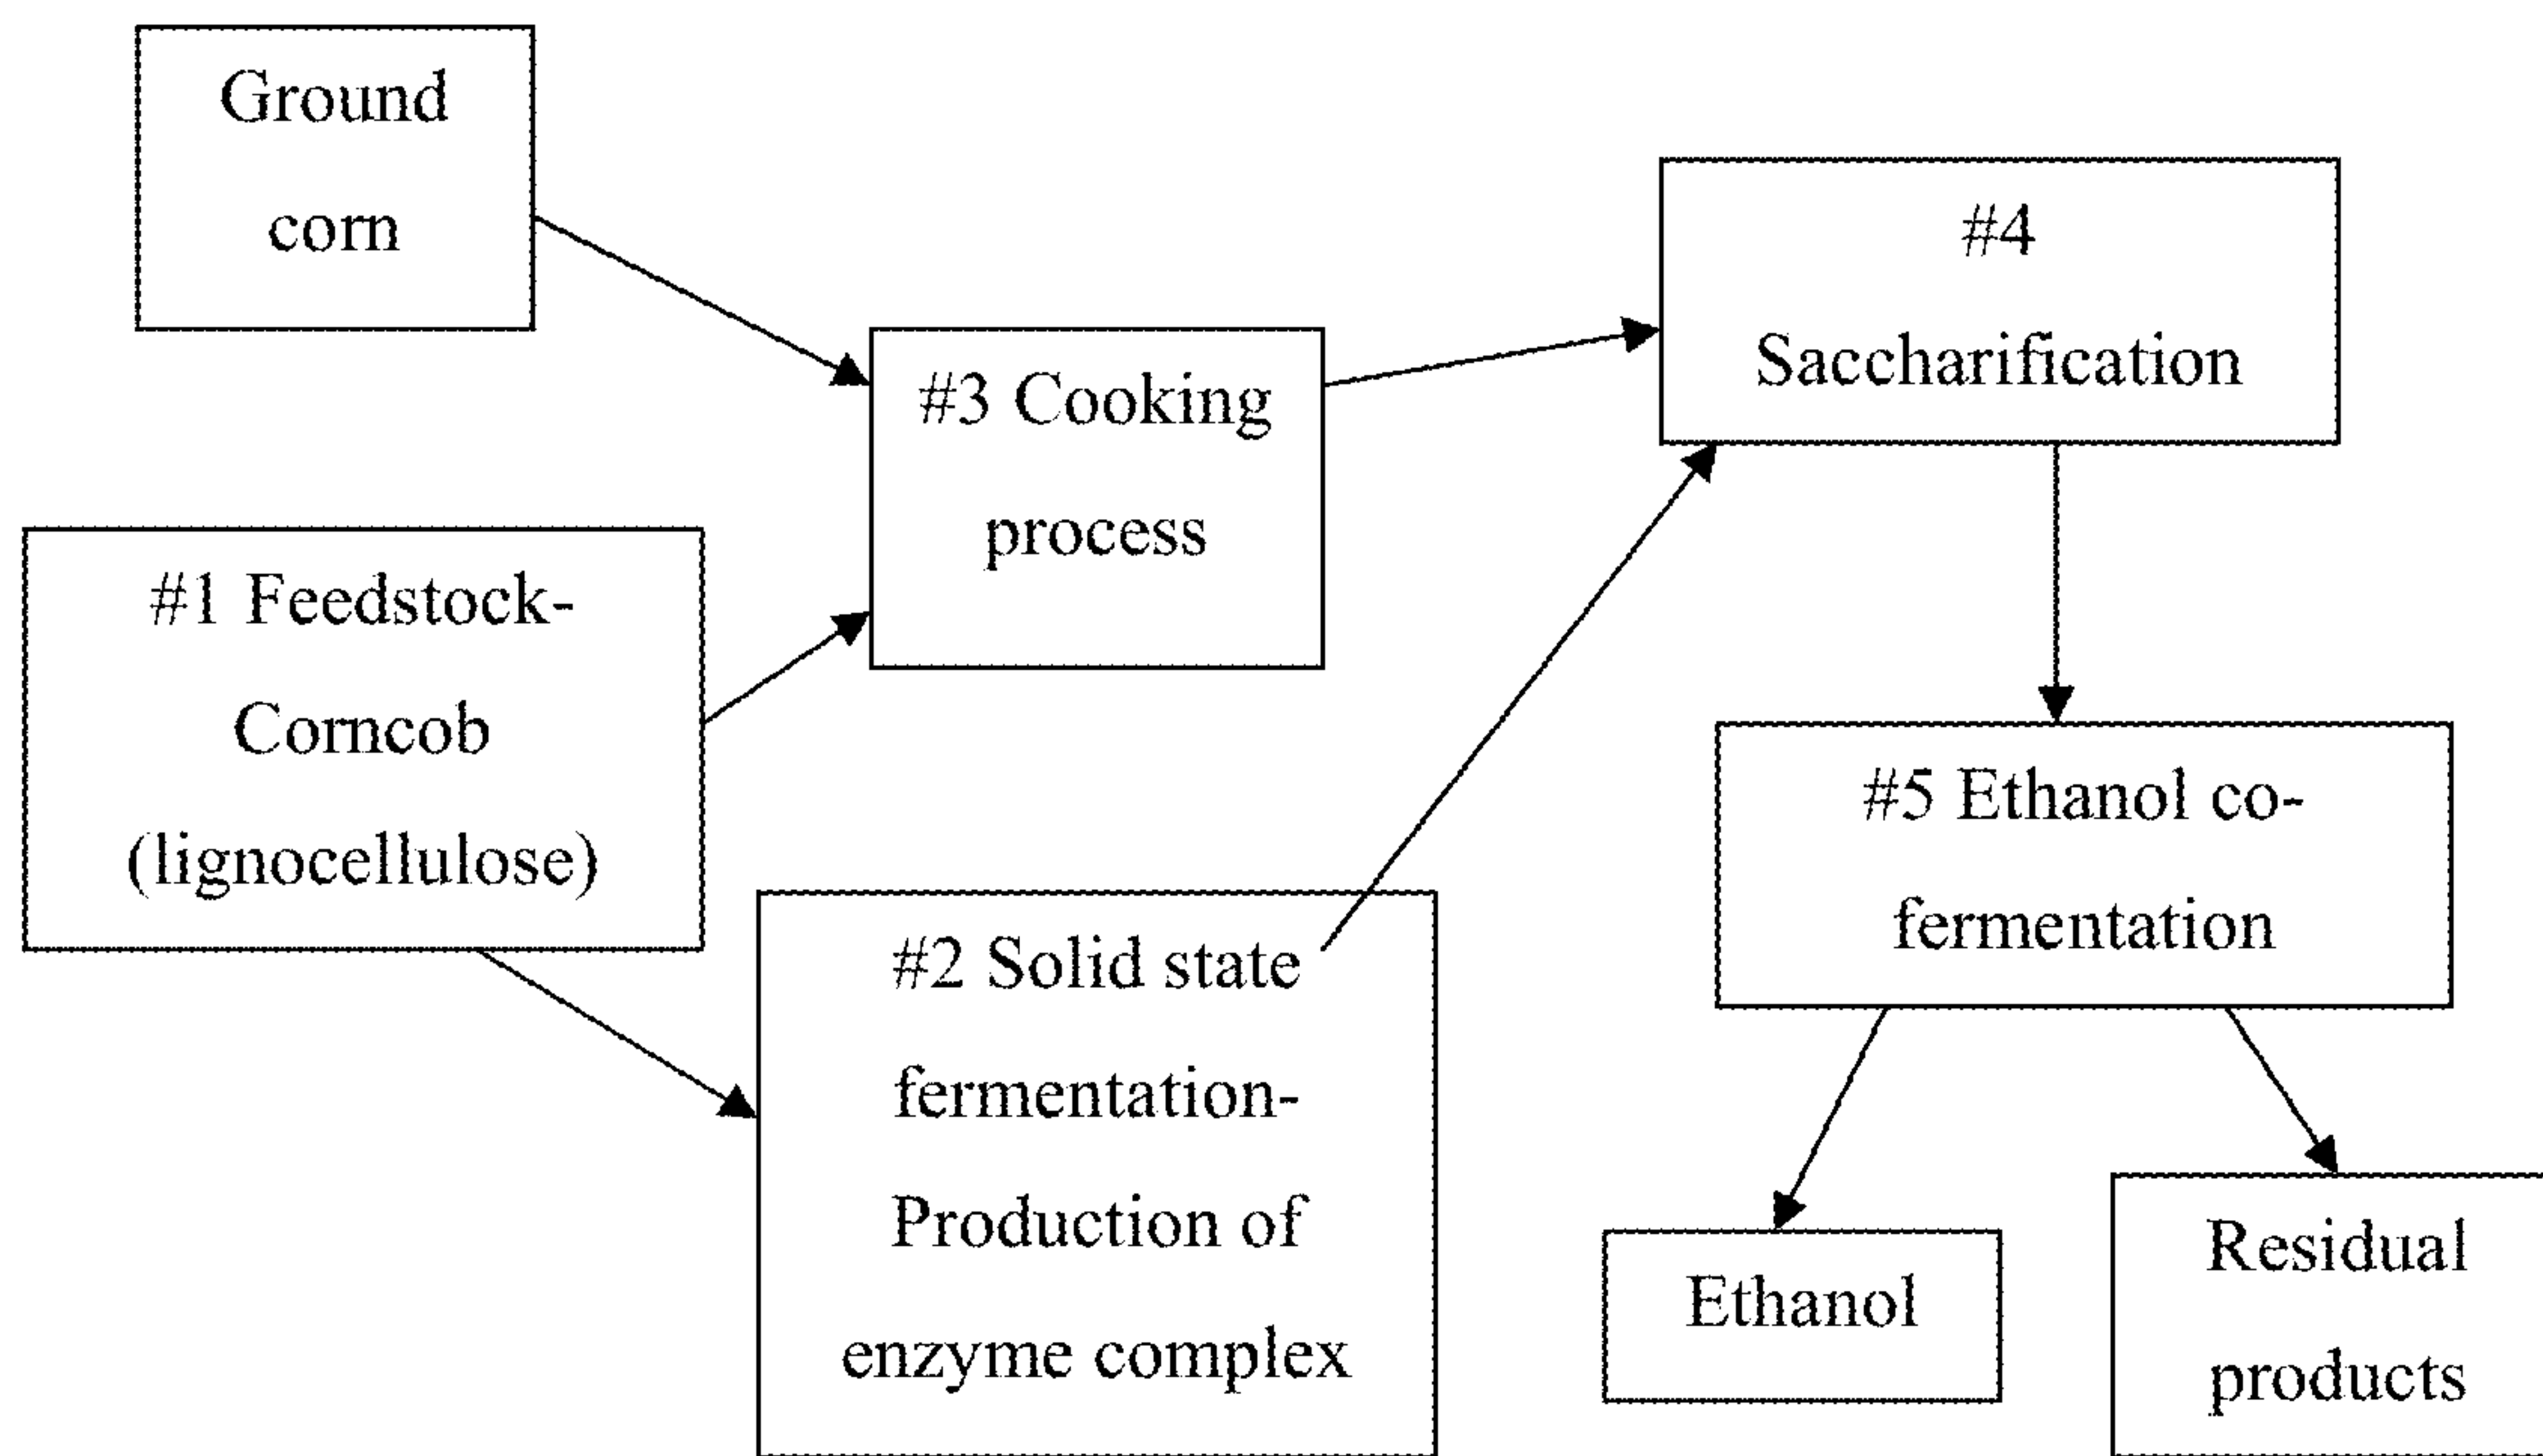 Ground
corn
#1 Feedstock-
Corncob
(lignocellulose)
#3 Cooking
process
#2 Solid state
fermentation-
Production of
enzyme complex
#4
Saccharification
#5 Ethanol co-
fermentation
Ethanol
Residual
products